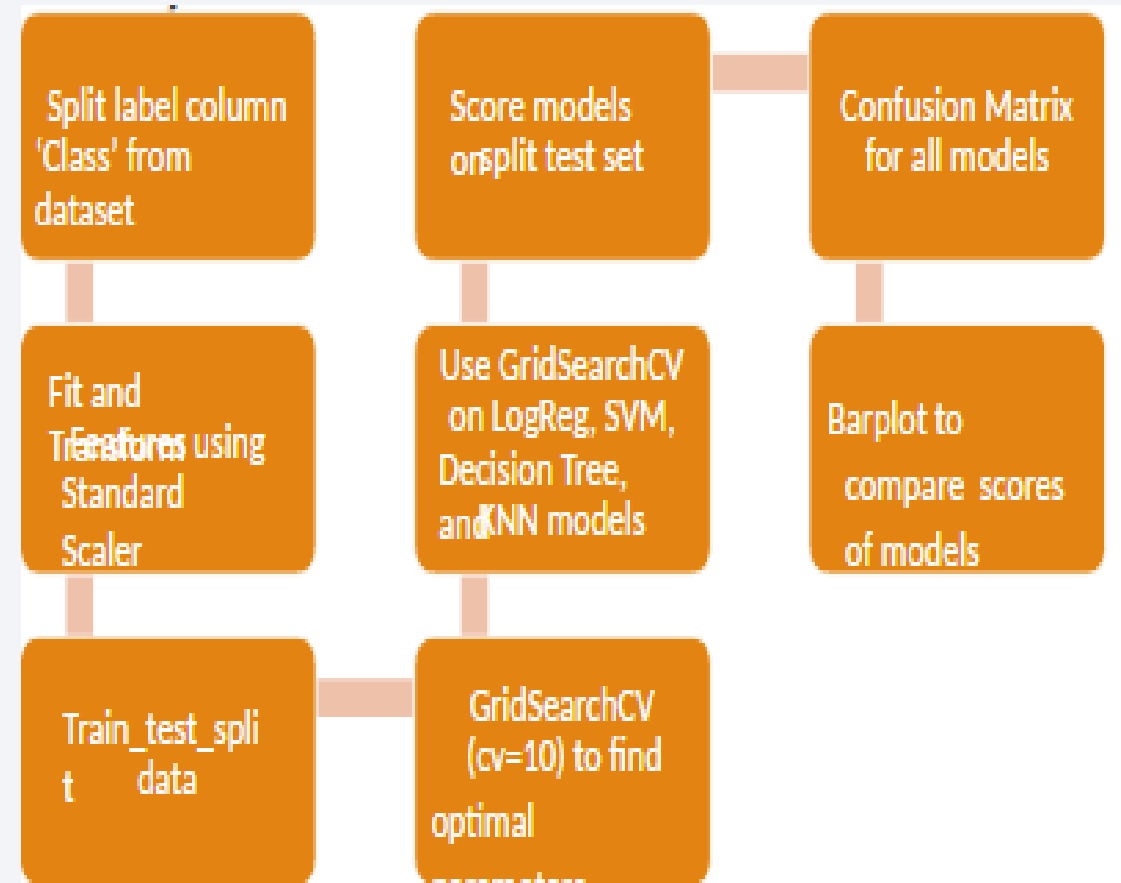 Split label column
‘Class’ from
dataset
Fit and
Transform
Features using
Standard
Scaler
Train_test_spli
t data
GridSearchCV
(cv=10) to find
optimal
Use GridSearchCV
on LogReg, SVM,
Decision Tree,
and KNN models
Score models
on split test set
Confusion Matrix
for all models
Barplot to
compare scores
of models